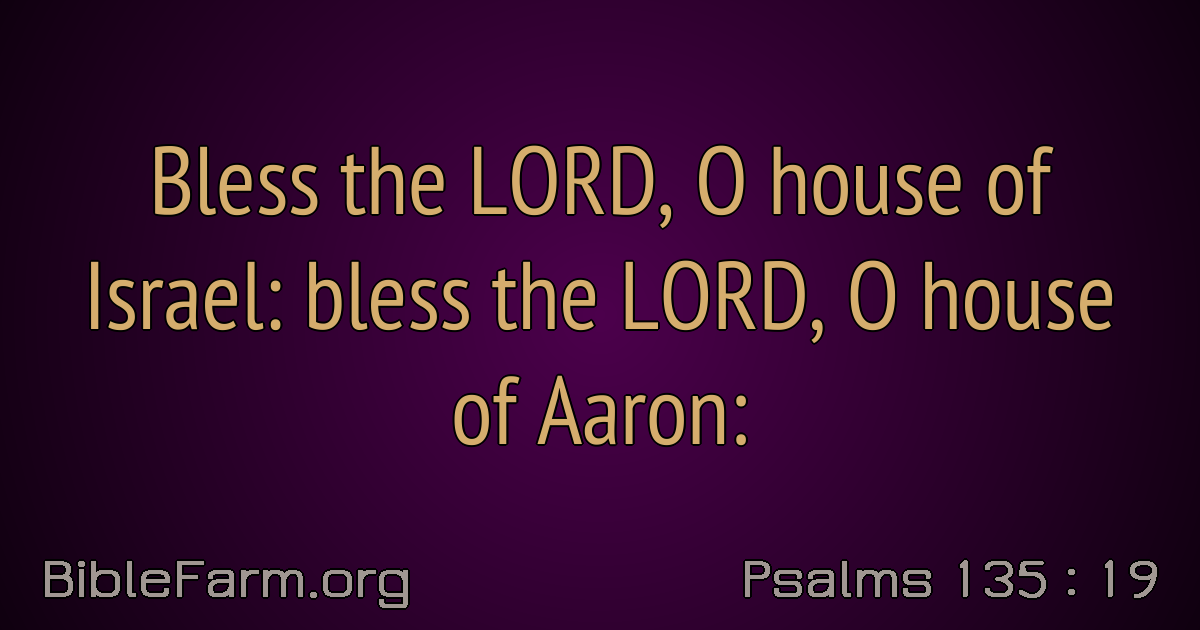 Bless the LORD, O house of
Israel: bless the LORD, O house
of Aaron:
BibleFarm.org
Psalms 135 : 19